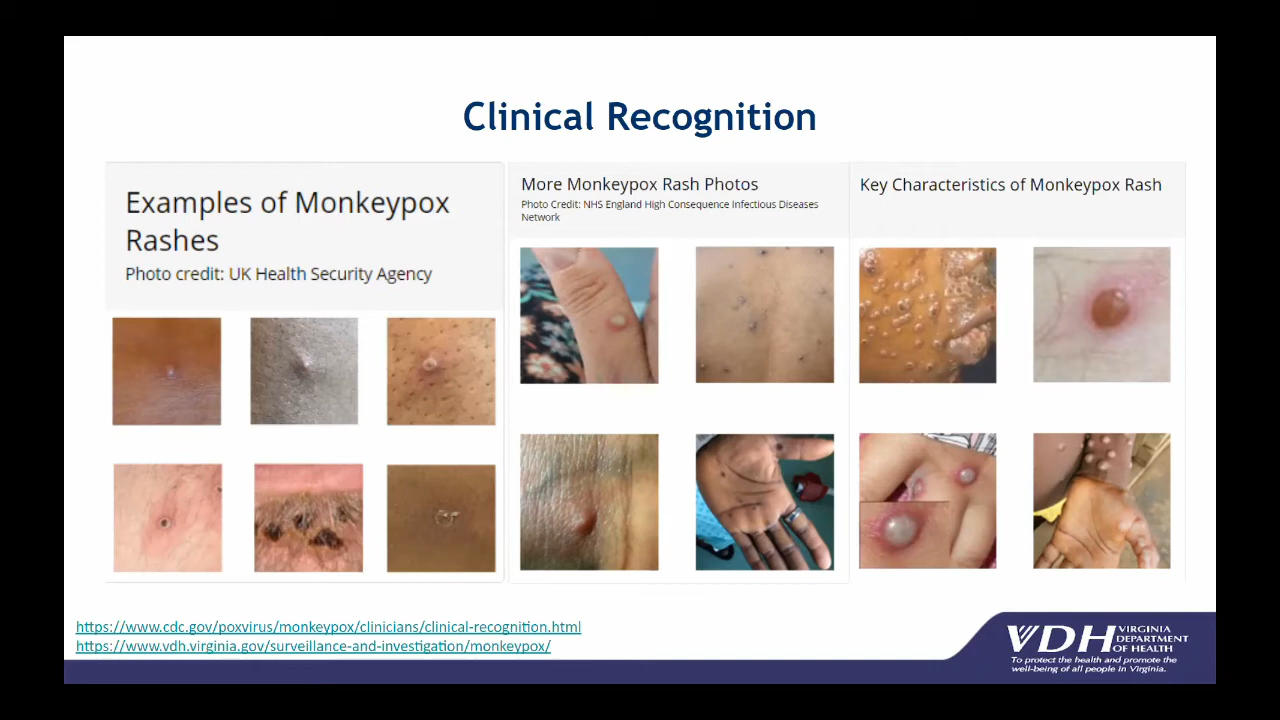 Clinical Recognition
Examples of Monkeypox
Rashes
Photo credit: UK Health Security Agency
More Monkeypox Rash Photos
Photo Credit: NHS England High Consequence Infectious Diseases
Network
Key Characteristics of Monkeypox Rash
https://www.cdc.gov/poxvirus/monkeypox/clinicians/clinical-recognition.html
https://www.vdh.virginia.gov/surveillance-and-investigation/monkeypox/
VDH VIRGINIA
DEPARTMENT
OF HEALTH
To protect the health and promote the
well-being of all people in Virginia.